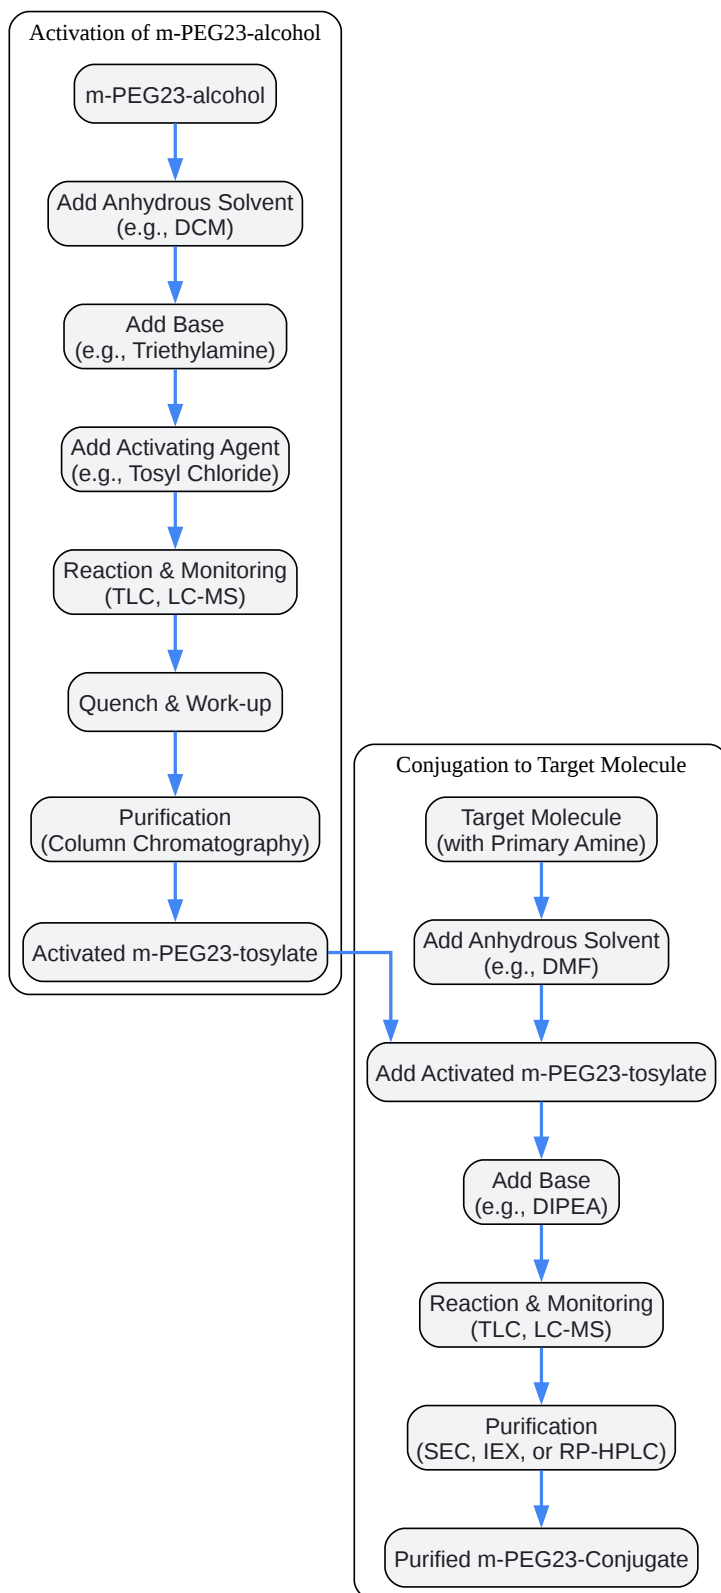 Activation of m-PEG23-alcohol
m-PEG23-alcohol
Add Anhydrous Solvent
(e.g., DCM)
Add Base
(e.g., Triethylamine)
Add Activating Agent
(e.g., Tosyl Chloride)
Reaction & Monitoring
(TLC, LC-MS)
Quench & Work-up
Purification
(Column Chromatography)
Activated m-PEG23-tosylate
Conjugation to Target Molecule
Target Molecule
(with Primary Amine)
Add Anhydrous Solvent
(e.g., DMF)
Add Activated m-PEG23-tosylate
Add Base
(e.g., DIPEA)
Reaction & Monitoring
(TLC, LC-MS)
Purification
(SEC, IEX, or RP-HPLC)
Purified m-PEG23-Conjugate